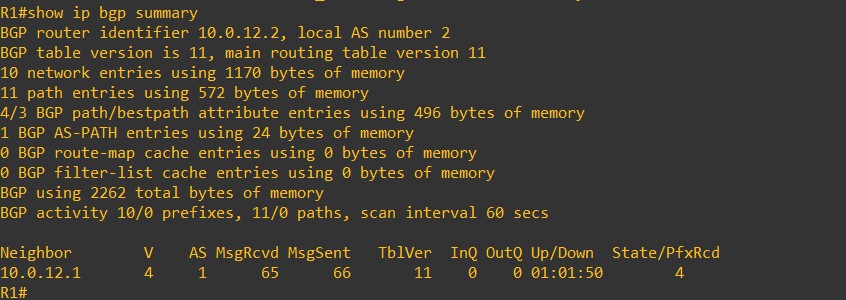 R1#show ip bgp summary
BGP router identifier 10.0.12.2, local AS number 2
BGP table version is 11, main routing table version 11
10 network entries using 1170 bytes of memory
11 path entries using 572 bytes of memory
4/3 BGP path/bestpath attribute entries using 496 bytes of memory
1 BGP AS-PATH entries using 24 bytes of memory
0 BGP route-map cache entries using 0 bytes of memory
0 BGP filter-list cache entries using 0 bytes of memory
BGP using 2262 total bytes of memory
BGP activity 10/0 prefixes, 11/0 paths, scan interval 60 secs

Neighbor        V    AS MsgRcvd MsgSent   TblVer  InQ OutQ Up/Down  State/PfxRcd
10.0.12.1       4     1      65      66       11    0    0 01:01:50        4
R1#